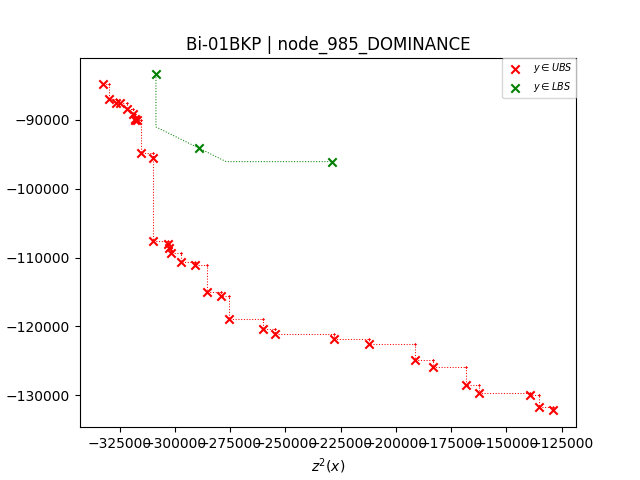 Bi-01BKP | node_985_DOMINANCE
y ∈ UBS
y ∈ LBS
−90000
−100000
−110000
−120000
−130000
−325000 −300000 −275000 −250000 −225000 −200000 −175000 −150000 −125000
z²(x)